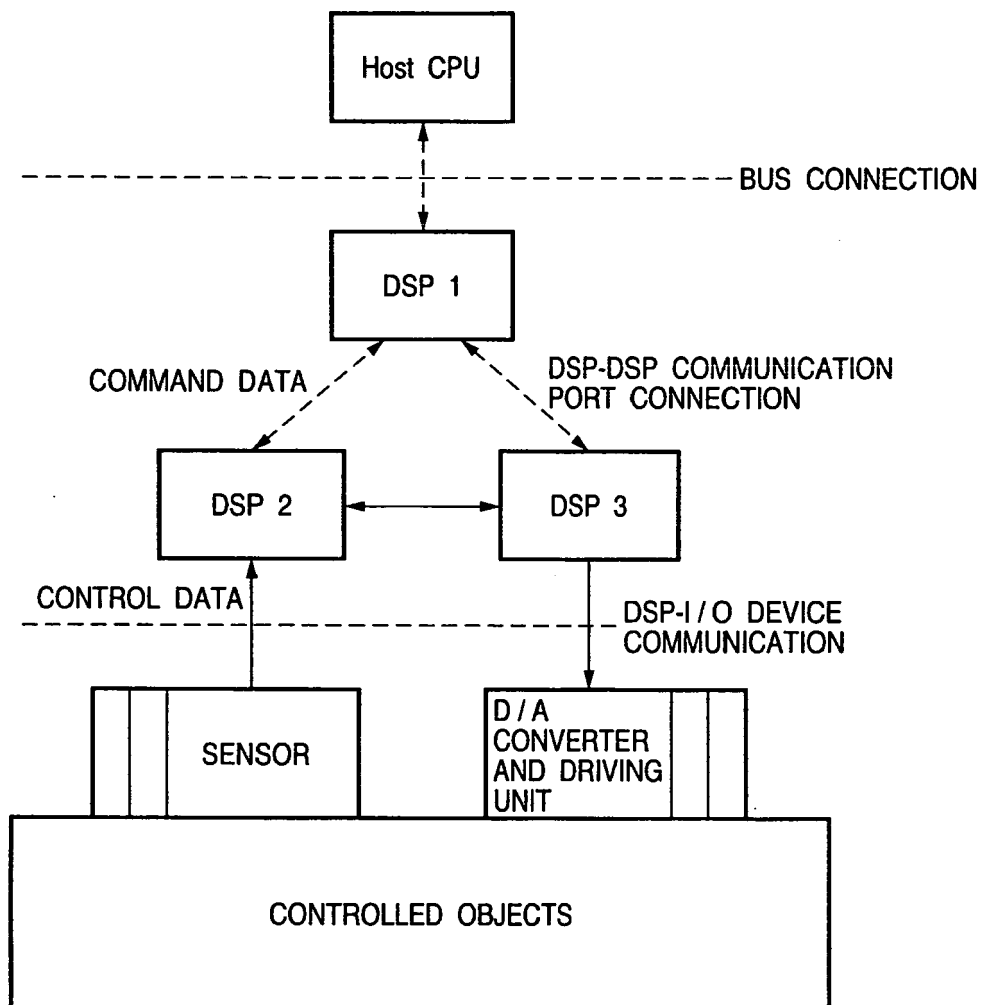 Host CPU
BUS CONNECTION
DSP 1
COMMAND DATA
DSP-DSP COMMUNICATION
PORT CONNECTION
DSP 2
DSP 3
CONTROL DATA
DSP-I/O DEVICE
COMMUNICATION
SENSOR
D/A
CONVERTER
AND DRIVING
UNIT
CONTROLLED OBJECTS